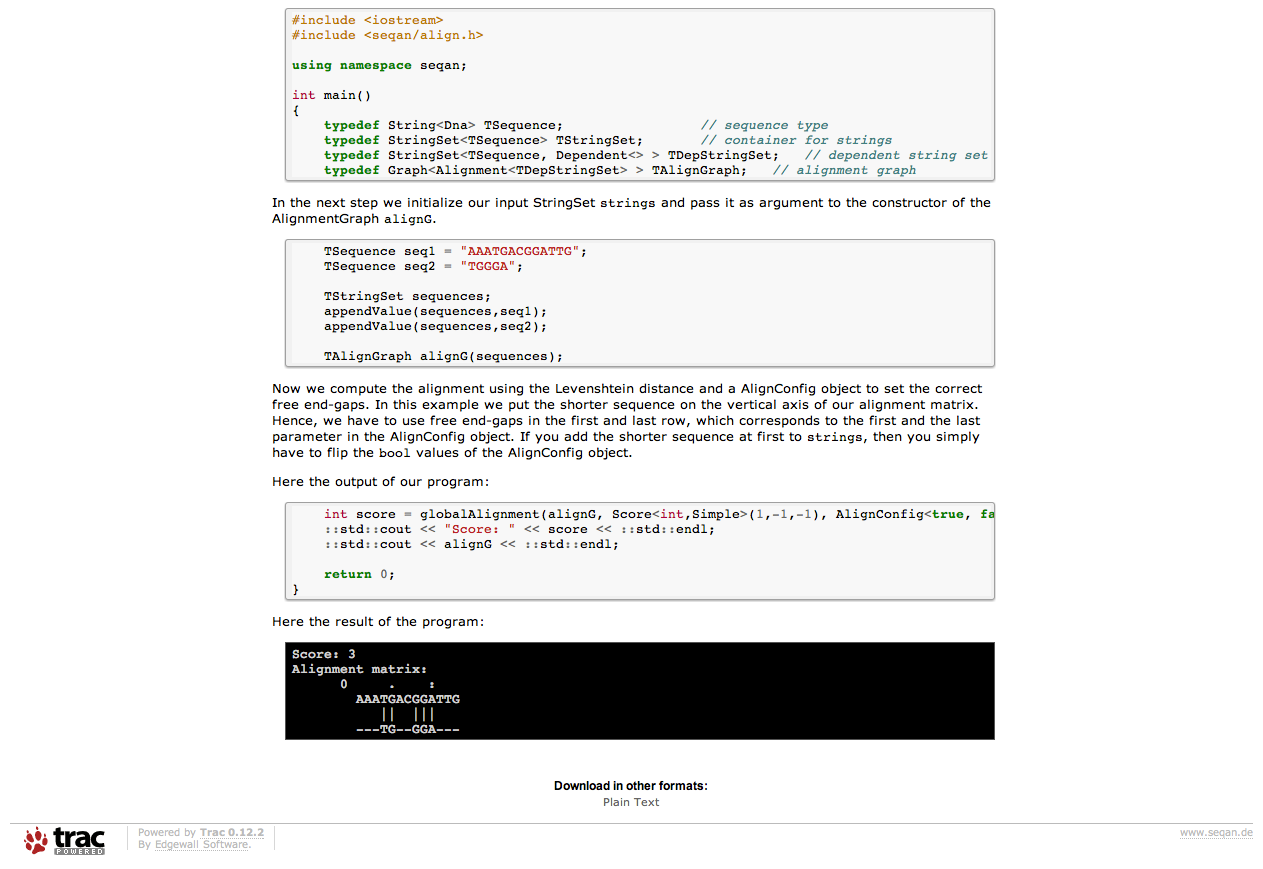 #include <iostream>
#include <seqan/align.h>
using namespace seqan;
int main()
{
    typedef String<Dna> TSequence;                 // sequence type
    typedef StringSet<TSequence> TStringSet;       // container for strings
    typedef StringSet<TSequence, Dependent<> > TDepStringSet;   // dependent string set
    typedef Graph<Alignment<TDepStringSet> > TAlignGraph;   // alignment graph
In the next step we initialize our input StringSet strings and pass it as argument to the constructor of the
AlignmentGraph alignG.
    TSequence seq1 = "AAATGACGGATTG";
    TSequence seq2 = "TGGGA";
    TStringSet sequences;
    appendValue(sequences,seq1);
    appendValue(sequences,seq2);
    TAlignGraph alignG(sequences);
Now we compute the alignment using the Levenshtein distance and a AlignConfig object to set the correct
free end-gaps. In this example we put the shorter sequence on the vertical axis of our alignment matrix.
Hence, we have to use free end-gaps in the first and last row, which corresponds to the first and the last
parameter in the AlignConfig object. If you add the shorter sequence at first to strings, then you simply
have to flip the bool values of the AlignConfig object.
Here the output of our program:
    int score = globalAlignment(alignG, Score<int,Simple>(1,-1,-1), AlignConfig<true, fa
    ::std::cout << "Score: " << score << ::std::endl;
    ::std::cout << alignG << ::std::endl;
    return 0;
}
Here the result of the program:
Score: 3
Alignment matrix:
      0     .    :
        AAATGACGGATTG
           ||  |||
        ---TG--GGA---
Download in other formats:
Plain Text
trac
POWERED
Powered by Trac 0.12.2
By Edgewall Software.
www.seqan.de